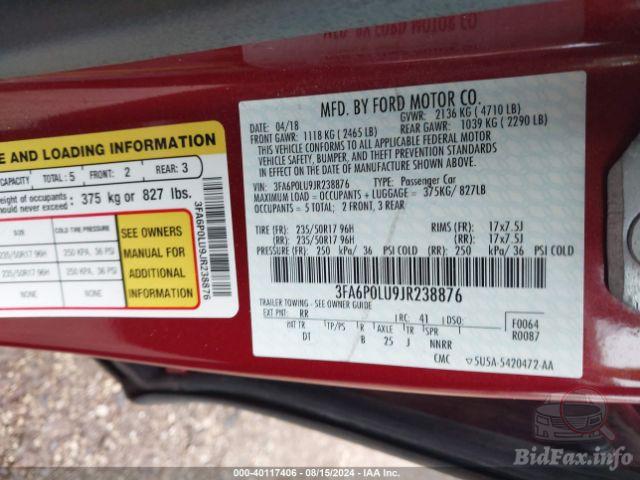 MFD. BY FORD MOTOR CO.
DATE: 04/18 GVWR: 2136 KG ( 4710 LB)
FRONT GAWR: 1118 KG ( 2465 LB) REAR GAWR: 1039 KG ( 2290 LB)
THIS VEHICLE CONFORMS TO ALL APPLICABLE FEDERAL MOTOR
VEHICLE SAFETY, BUMPER, AND THEFT PREVENTION STANDARDS
IN EFFECT ON THE DATE OF MANUFACTURE SHOWN ABOVE.
VIN: 3FA6P0LU9JR238876 TYPE: Passenger Car
MAXIMUM LOAD= OCCUPANTS + LUGGAGE = 375KG/ 827LB
OCCUPANTS: 5 TOTAL: 2 FRONT, 3 REAR
TIRE (FR): 235/50R17 96H RIMS (FR): 17x7.5J
TIRE (RR): 235/50R17 96H RIMS (RR): 17x7.5J
PRESSURE (FR): 250 kPa/ 36 PSI COLD (RR): 250 kPa/ 36 PSI COLD
3FA6P0LU9JR238876
TRAILER TOWING - SEE OWNER GUIDE
EXT PNT: RR RC: 41 DSO: F0064
INT TR TP/PS R AXLE TR SPR R0087
DT B 25 J NNRR
CMC 5U5A-5420472-AA
E AND LOADING INFORMATION
CAPACITY TOTAL: 5 FRONT: 2 REAR: 3
weight of occupants
should never exceed: 375 kg or 827 lbs.
SIZE COLD TIRE PRESSURE
235/50R17 96H 250 KPA, 36 PSI
235/50R17 96H 250 KPA, 36 PSI
NONE NONE
SEE OWNERS
MANUAL FOR
ADDITIONAL
INFORMATION
3FA6P0LU9JR238876
BidFax.info
000-40117406 - 08/15/2024 - IAA Inc.